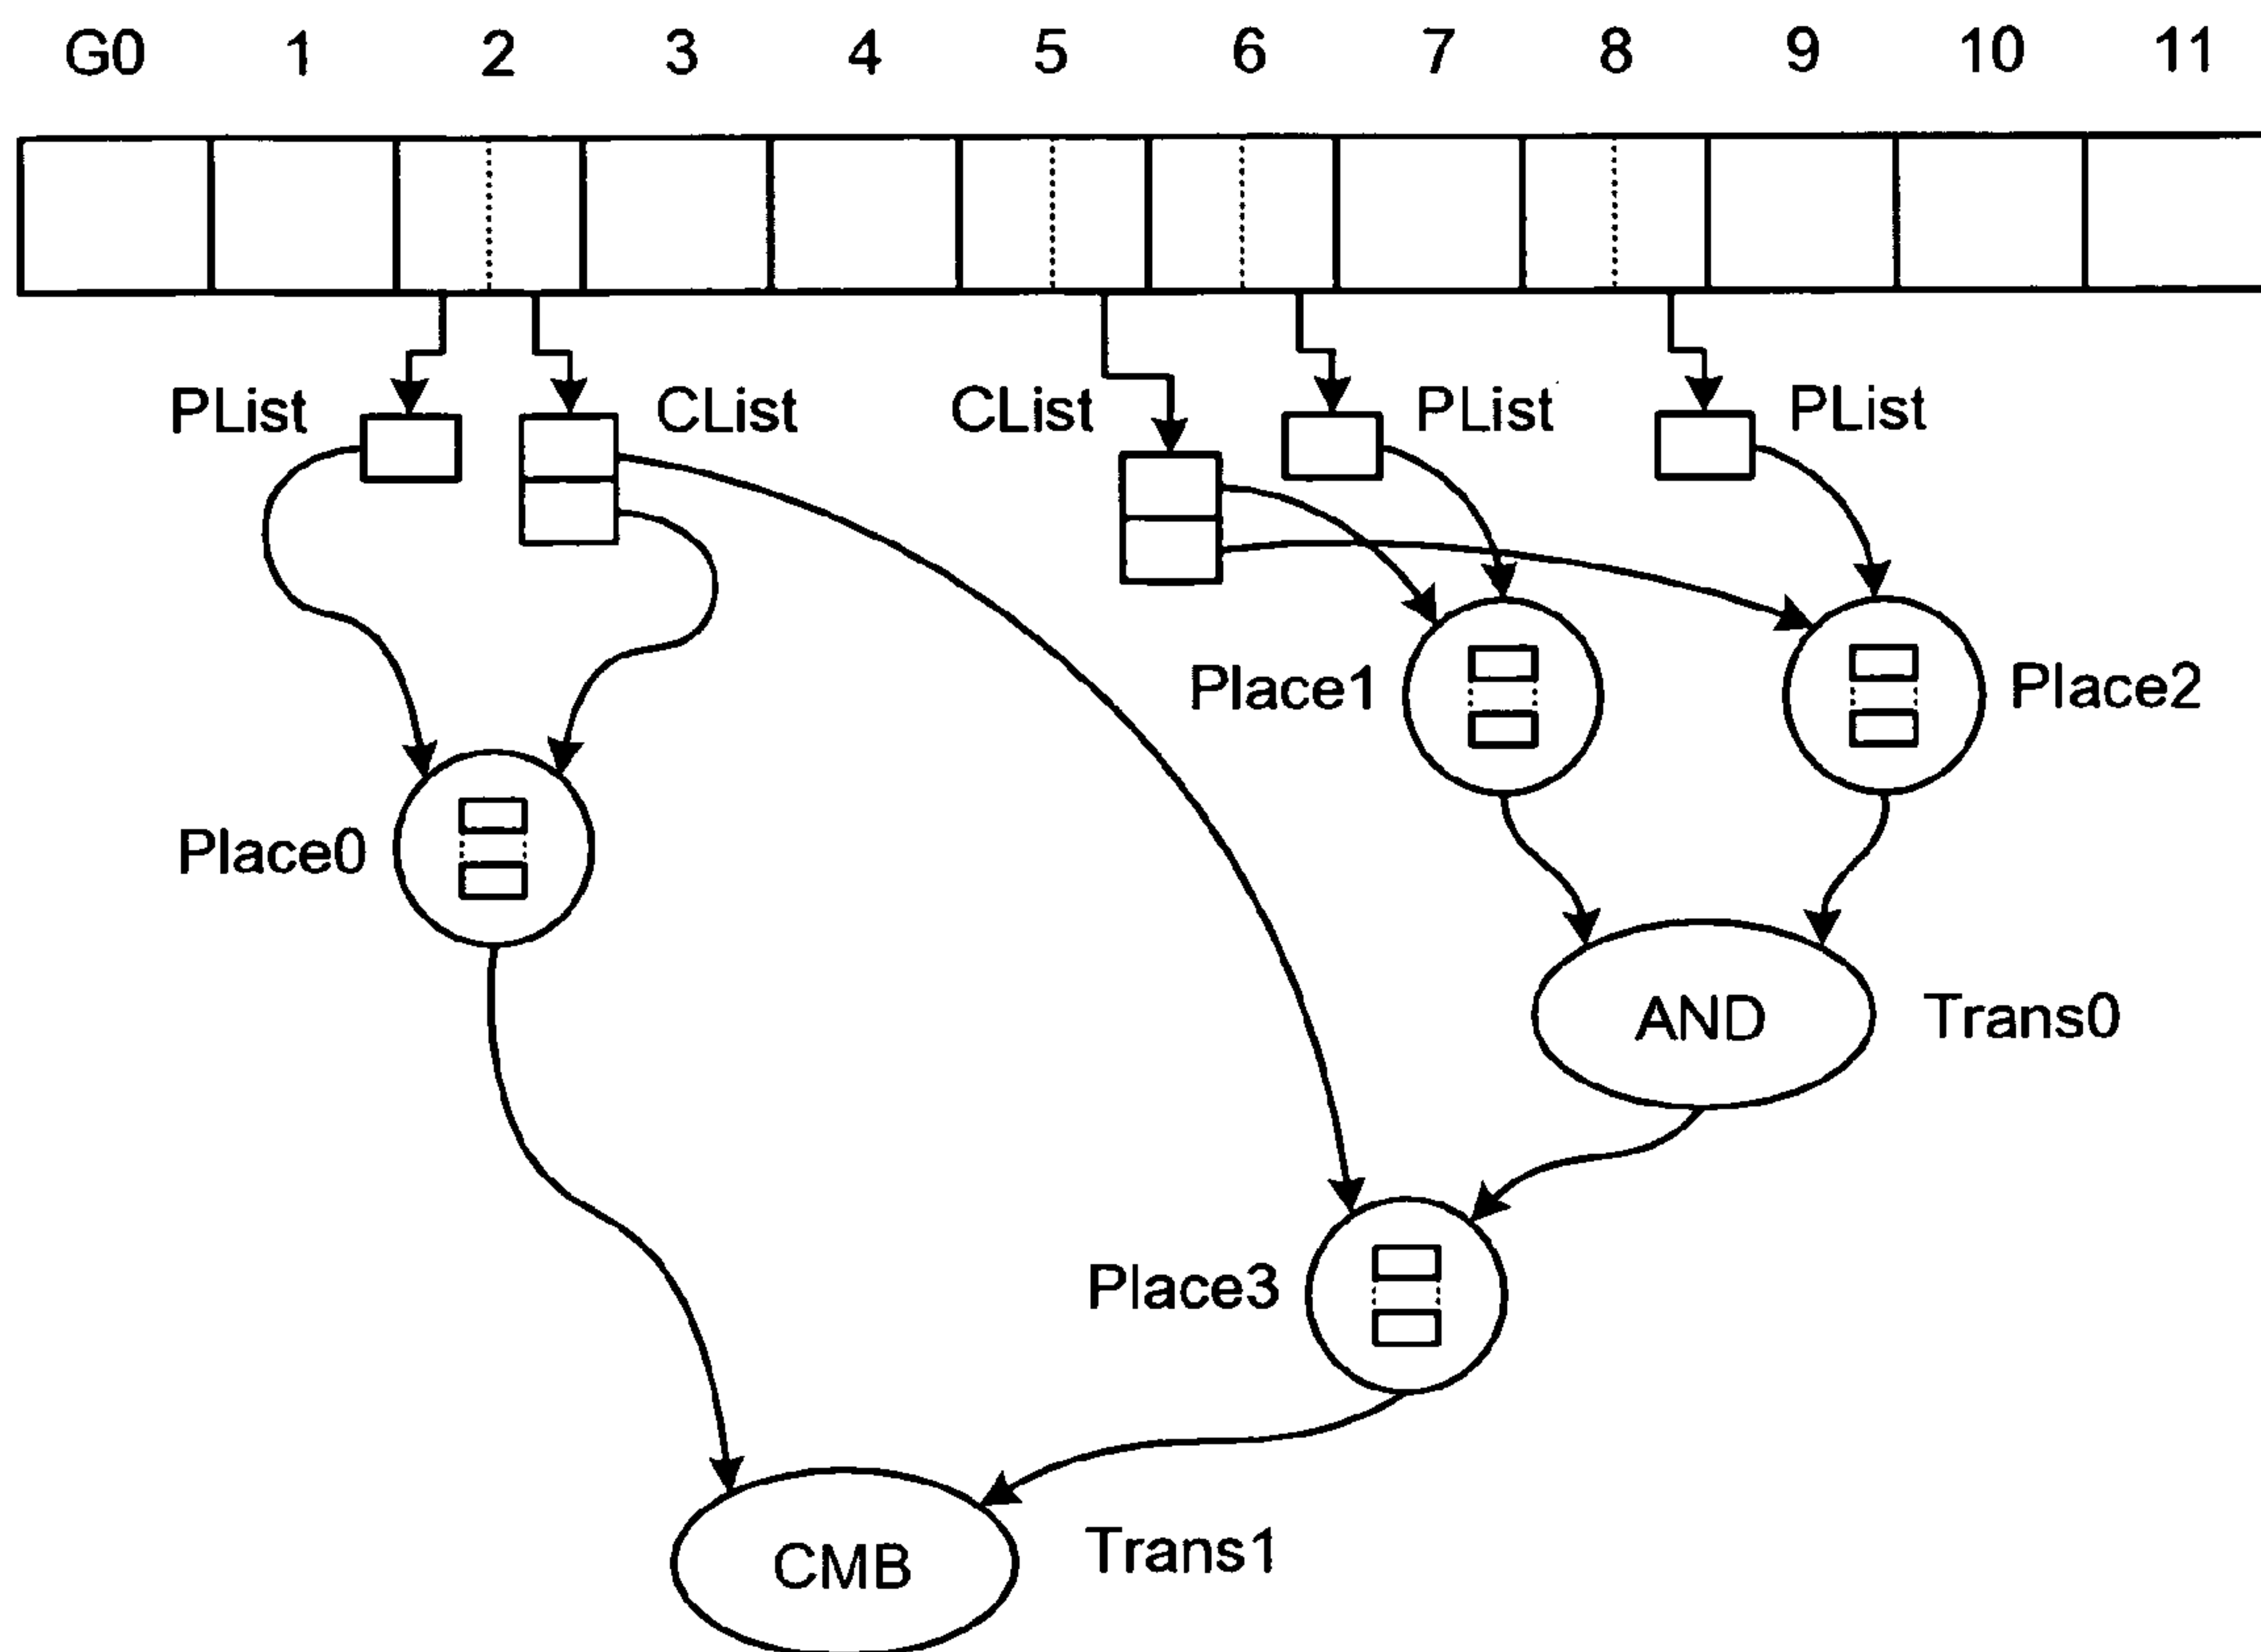 G0 1 2 3 4 5 6 7 8 9 10 11
PList CList CList PList PList
Place1 Place2
Place0
AND Trans0
Place3
CMB Trans1